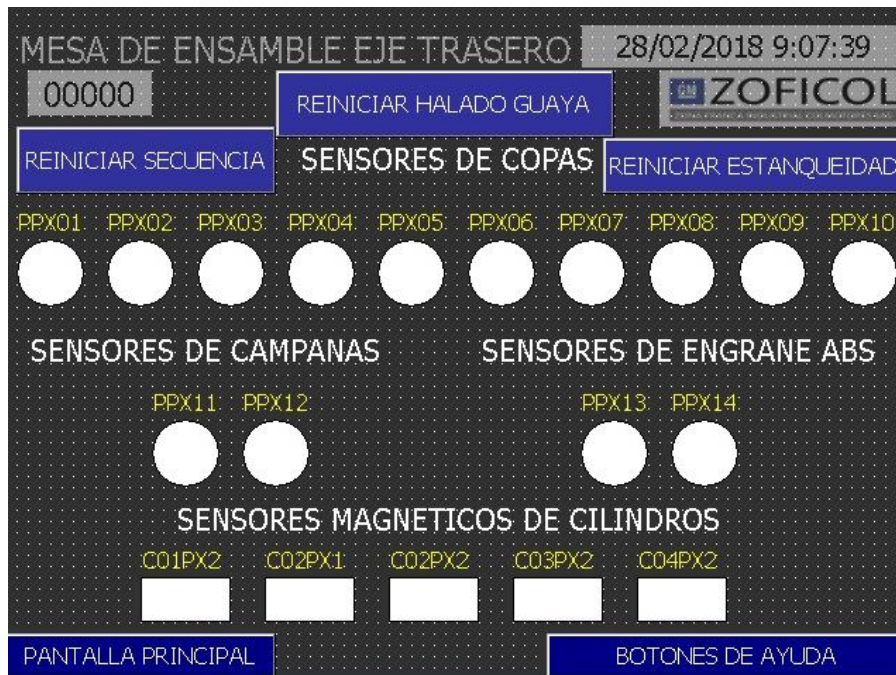 MESA DE ENSAMBLE EJE TRASERO 28/02/2018 9:07:39
00000
REINICIAR HALADO GUAYA
GM ZOFICOL
REINICIAR SECUENCIA
SENSORES DE COPAS
REINICIAR ESTANQUEIDAD
PPX01 PPX02 PPX03 PPX04 PPX05 PPX06 PPX07 PPX08 PPX09 PPX10
SENSORES DE CAMPANAS SENSORES DE ENGRANE ABS
PPX11 PPX12 PPX13 PPX14
SENSORES MAGNETICOS DE CILINDROS
C01PX2 C02PX1 C02PX2 C03PX2 C04PX2
PANTALLA PRINCIPAL BOTONES DE AYUDA